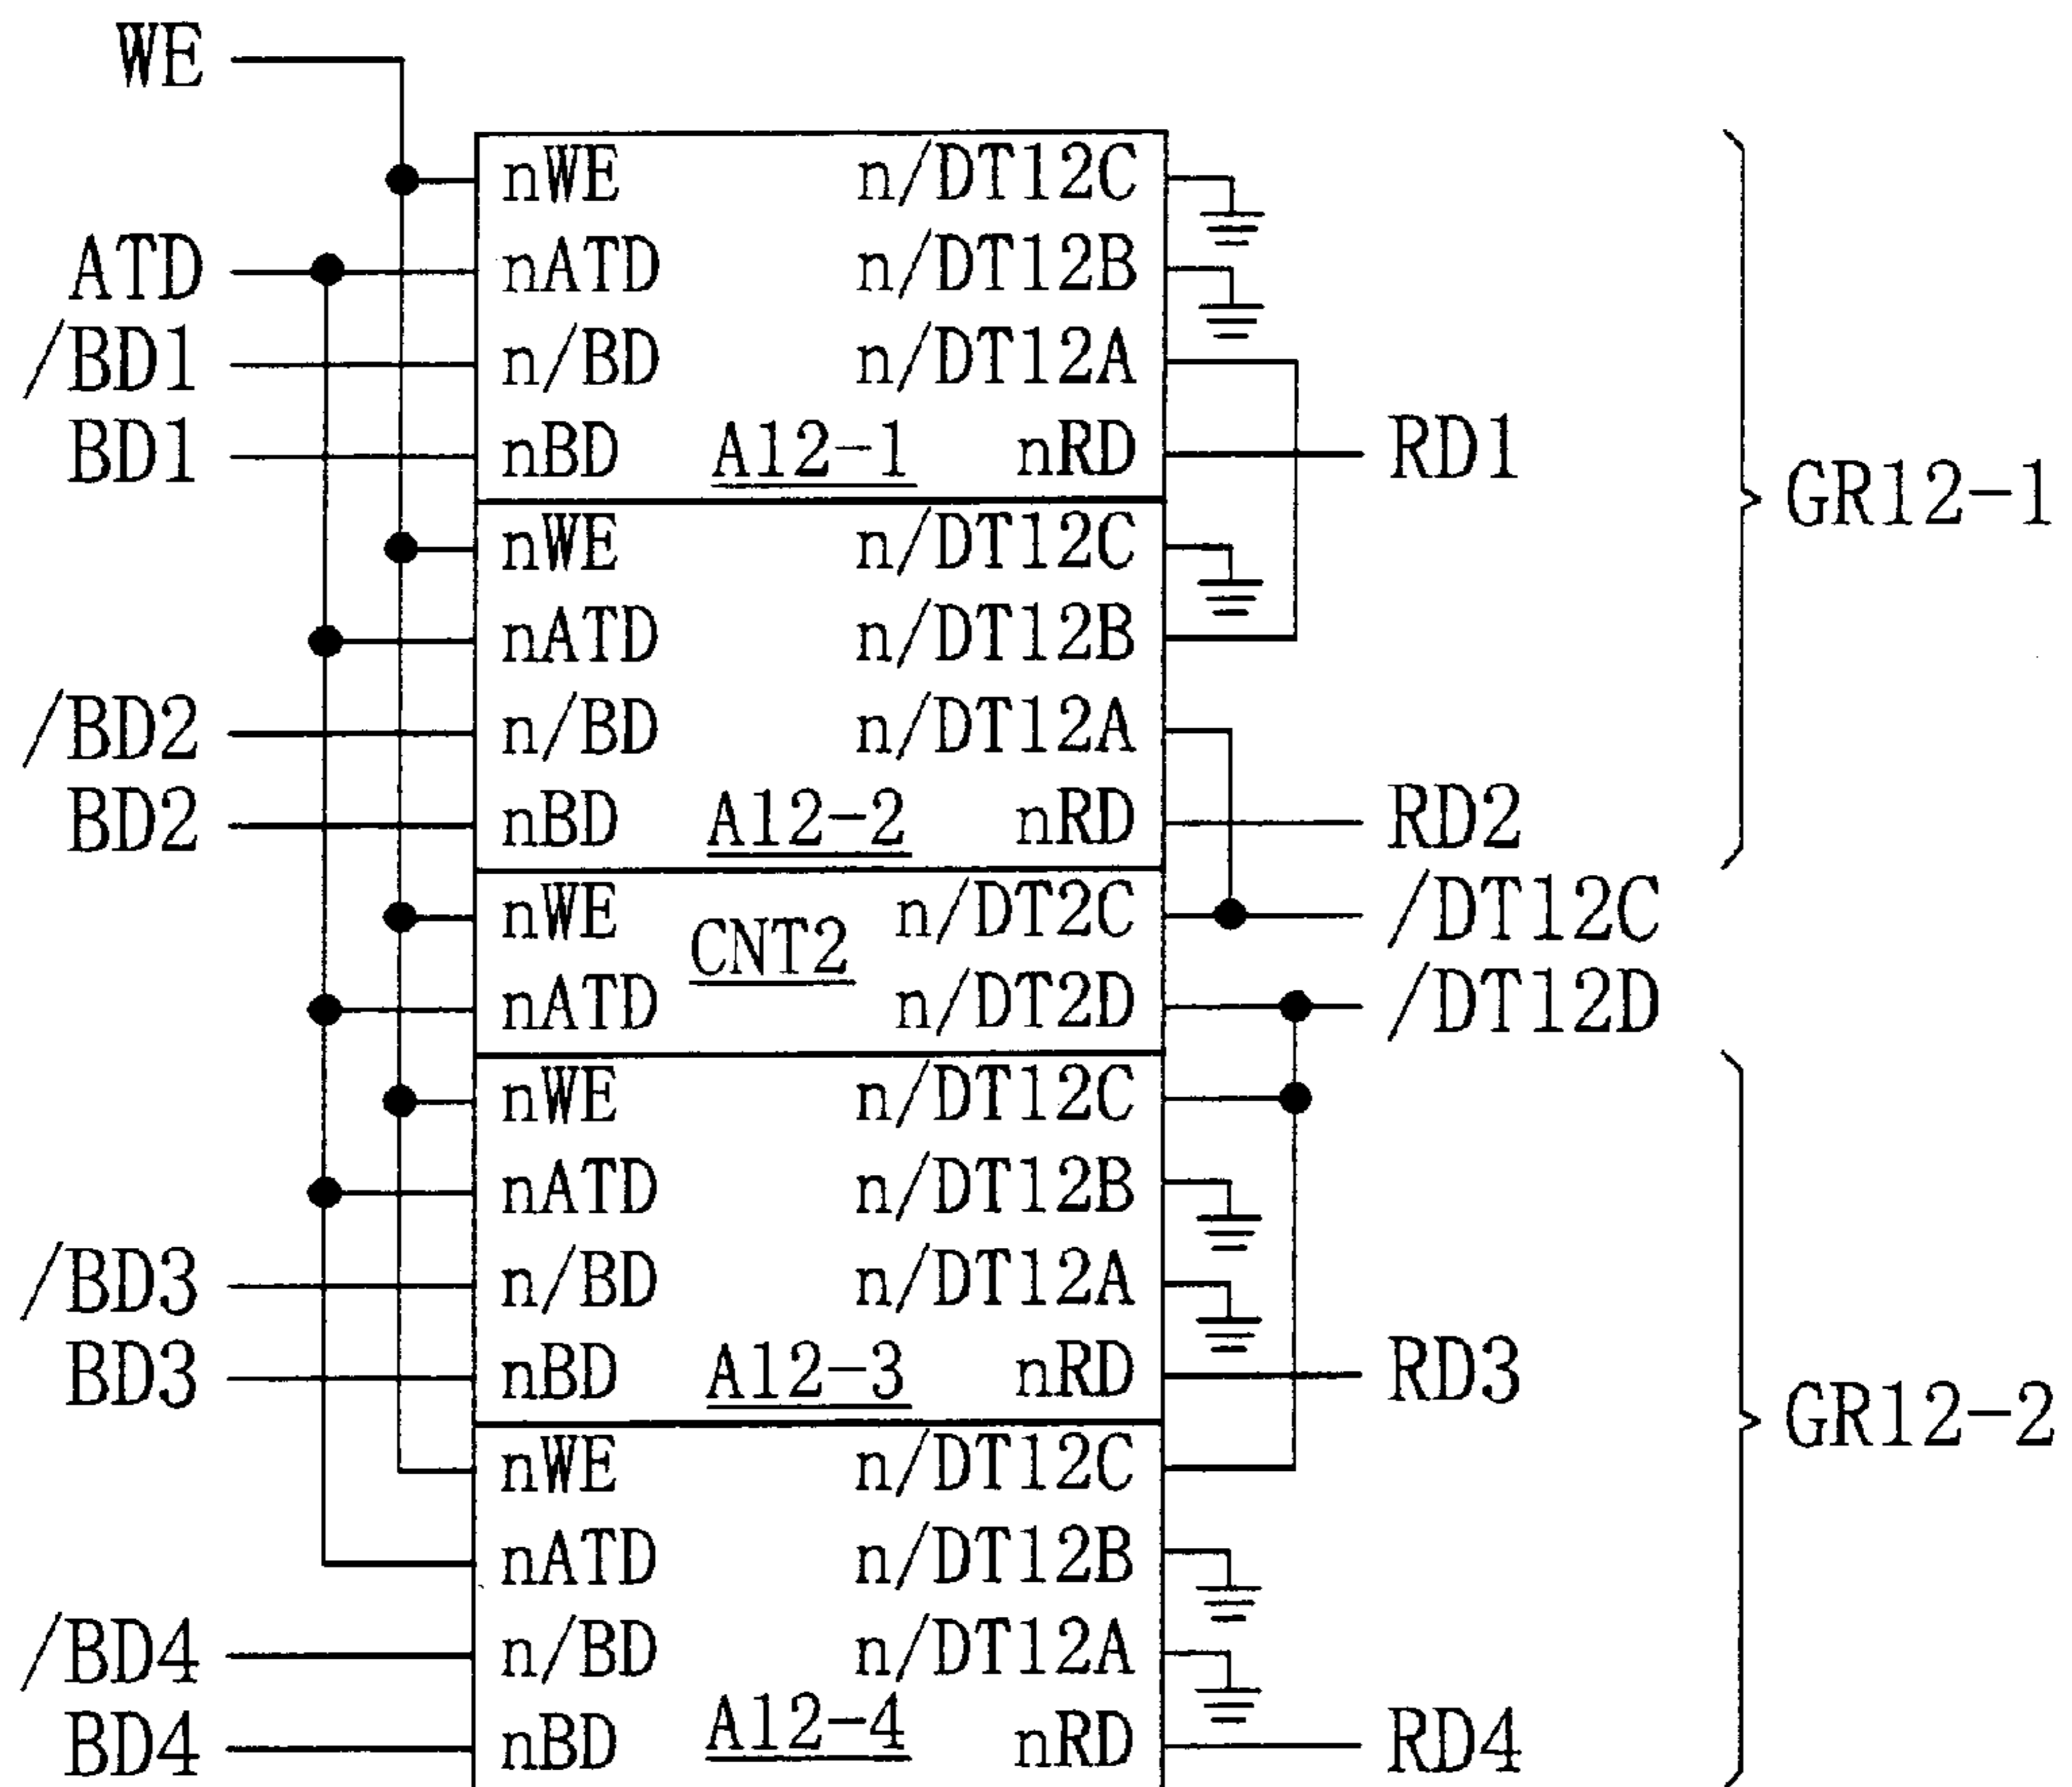 WE
nWE n/DT12C
ATD nATD n/DT12B
/BD1 n/BD n/DT12A
BD1 nBD A12-1 nRD RD1
GR12-1
nWE n/DT12C
nATD n/DT12B
/BD2 n/BD n/DT12A
BD2 nBD A12-2 nRD RD2
nWE CNT2 n/DT2C /DT12C
nATD n/DT2D /DT12D
nWE n/DT12C
nATD n/DT12B
/BD3 n/BD n/DT12A
BD3 nBD A12-3 nRD RD3
GR12-2
nWE n/DT12C
nATD n/DT12B
/BD4 n/BD n/DT12A
BD4 nBD A12-4 nRD RD4